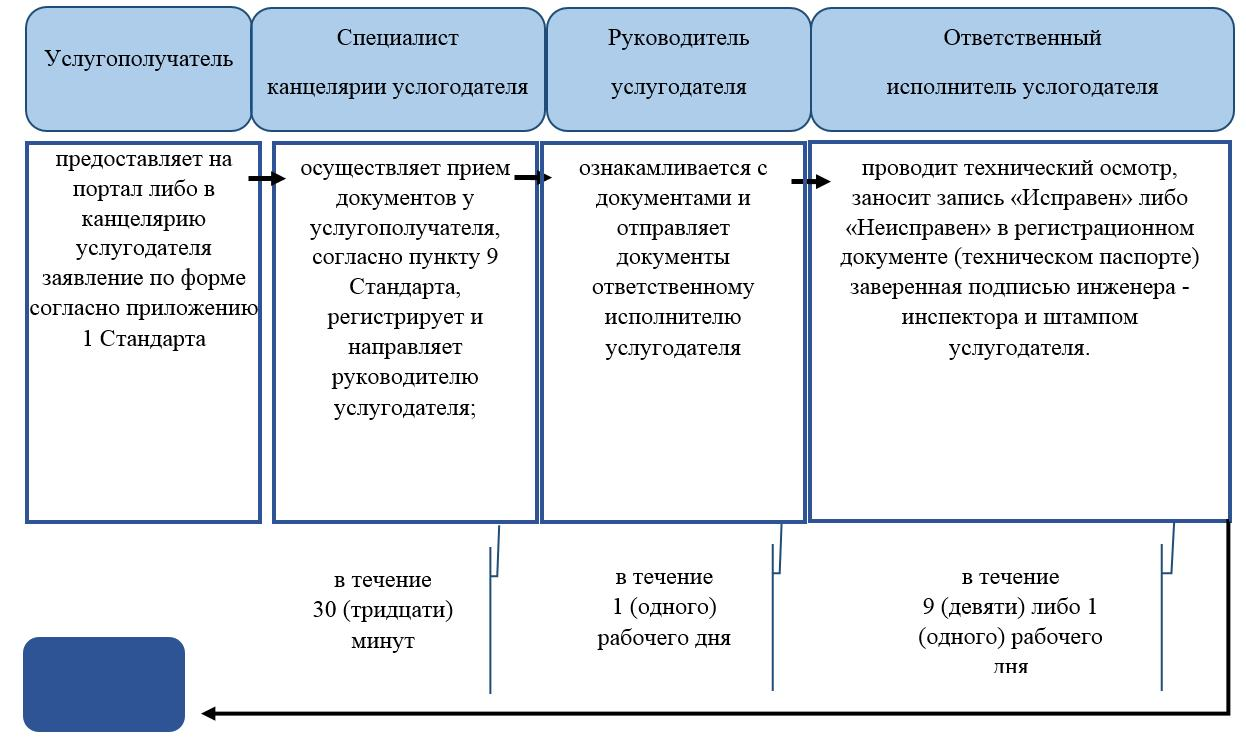 Услугополучатель
Специалист
канцелярии услогодателя
Руководитель
услугодателя
Ответственный
исполнитель услогодателя
предоставляет на
портал либо в
канцелярию
услугодателя
заявление по форме
согласно приложению
1 Стандарта
осуществляет прием
документов у
услугополучателя,
согласно пункту 9
Стандарта,
регистрирует и
направляет
руководителю
услугодателя;
ознакамливается с
документами и
отправляет
документы
ответственному
исполнителю
услугодателя
проводит технический осмотр,
заносит запись «Исправен» либо
«Неисправен» в регистрационном
документе (техническом паспорте)
заверенная подписью инженера -
инспектора и штампом
услугодателя.
в течение
30 (тридцати)
минут
в течение
1 (одного)
рабочего дня
в течение
9 (девяти) либо 1
(одного) рабочего
дня